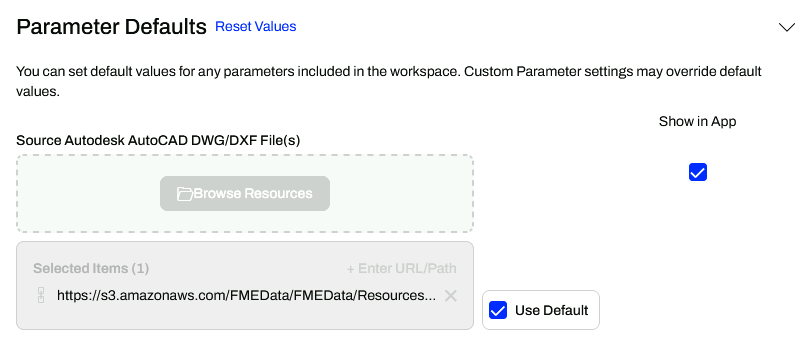 Parameter Defaults Reset Values
You can set default values for any parameters included in the workspace. Custom Parameter settings may override default
values.
Show in App
Source Autodesk AutoCAD DWG/DXF File(s)
Browse Resources
Selected Items (1) + Enter URL/Path
https://s3.amazonaws.com/FMEData/FMEData/Resources...
Use Default